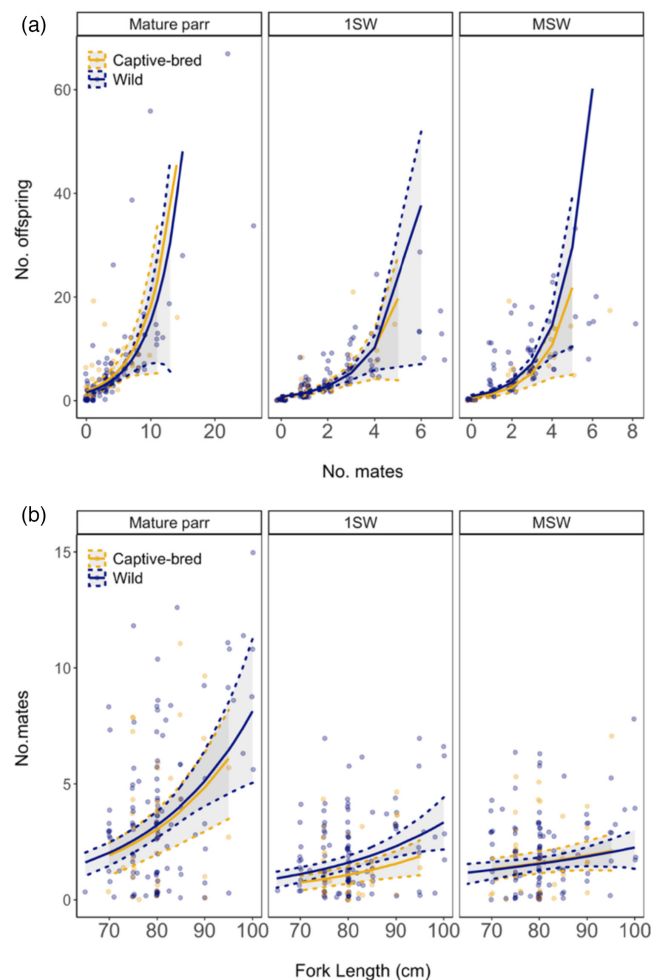 (a)
Mature parr
1SW
MSW
Captive-bred
Wild
No. offspring
60
40
20
0
0
10
20
0
2
4
6
0
2
4
6
8
No. mates
(b)
Mature parr
1SW
MSW
Captive-bred
Wild
No.mates
15
10
5
0
70
80
90
100
70
80
90
100
70
80
90
100
Fork Length (cm)